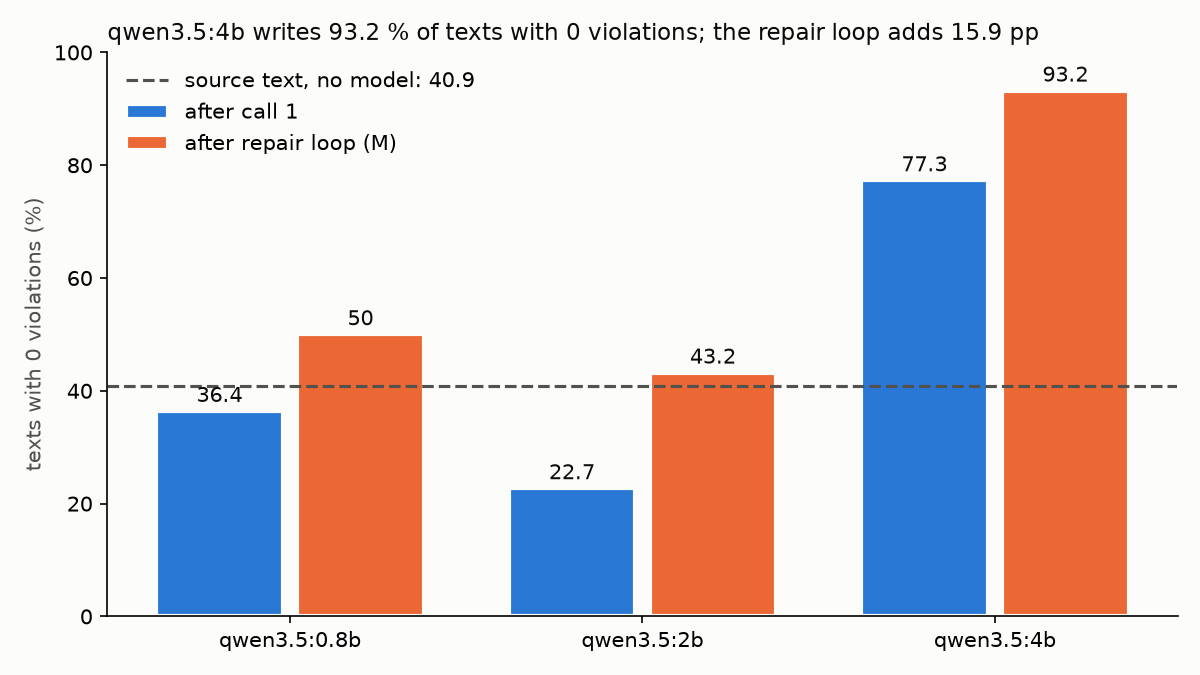 qwen3.5:4b writes 93.2 % of texts with 0 violations; the repair loop adds 15.9 pp
texts with 0 violations (%)
100
80
60
40
20
0
source text, no model: 40.9
after call 1
after repair loop (M)
36.4
50
22.7
43.2
77.3
93.2
qwen3.5:0.8b
qwen3.5:2b
qwen3.5:4b